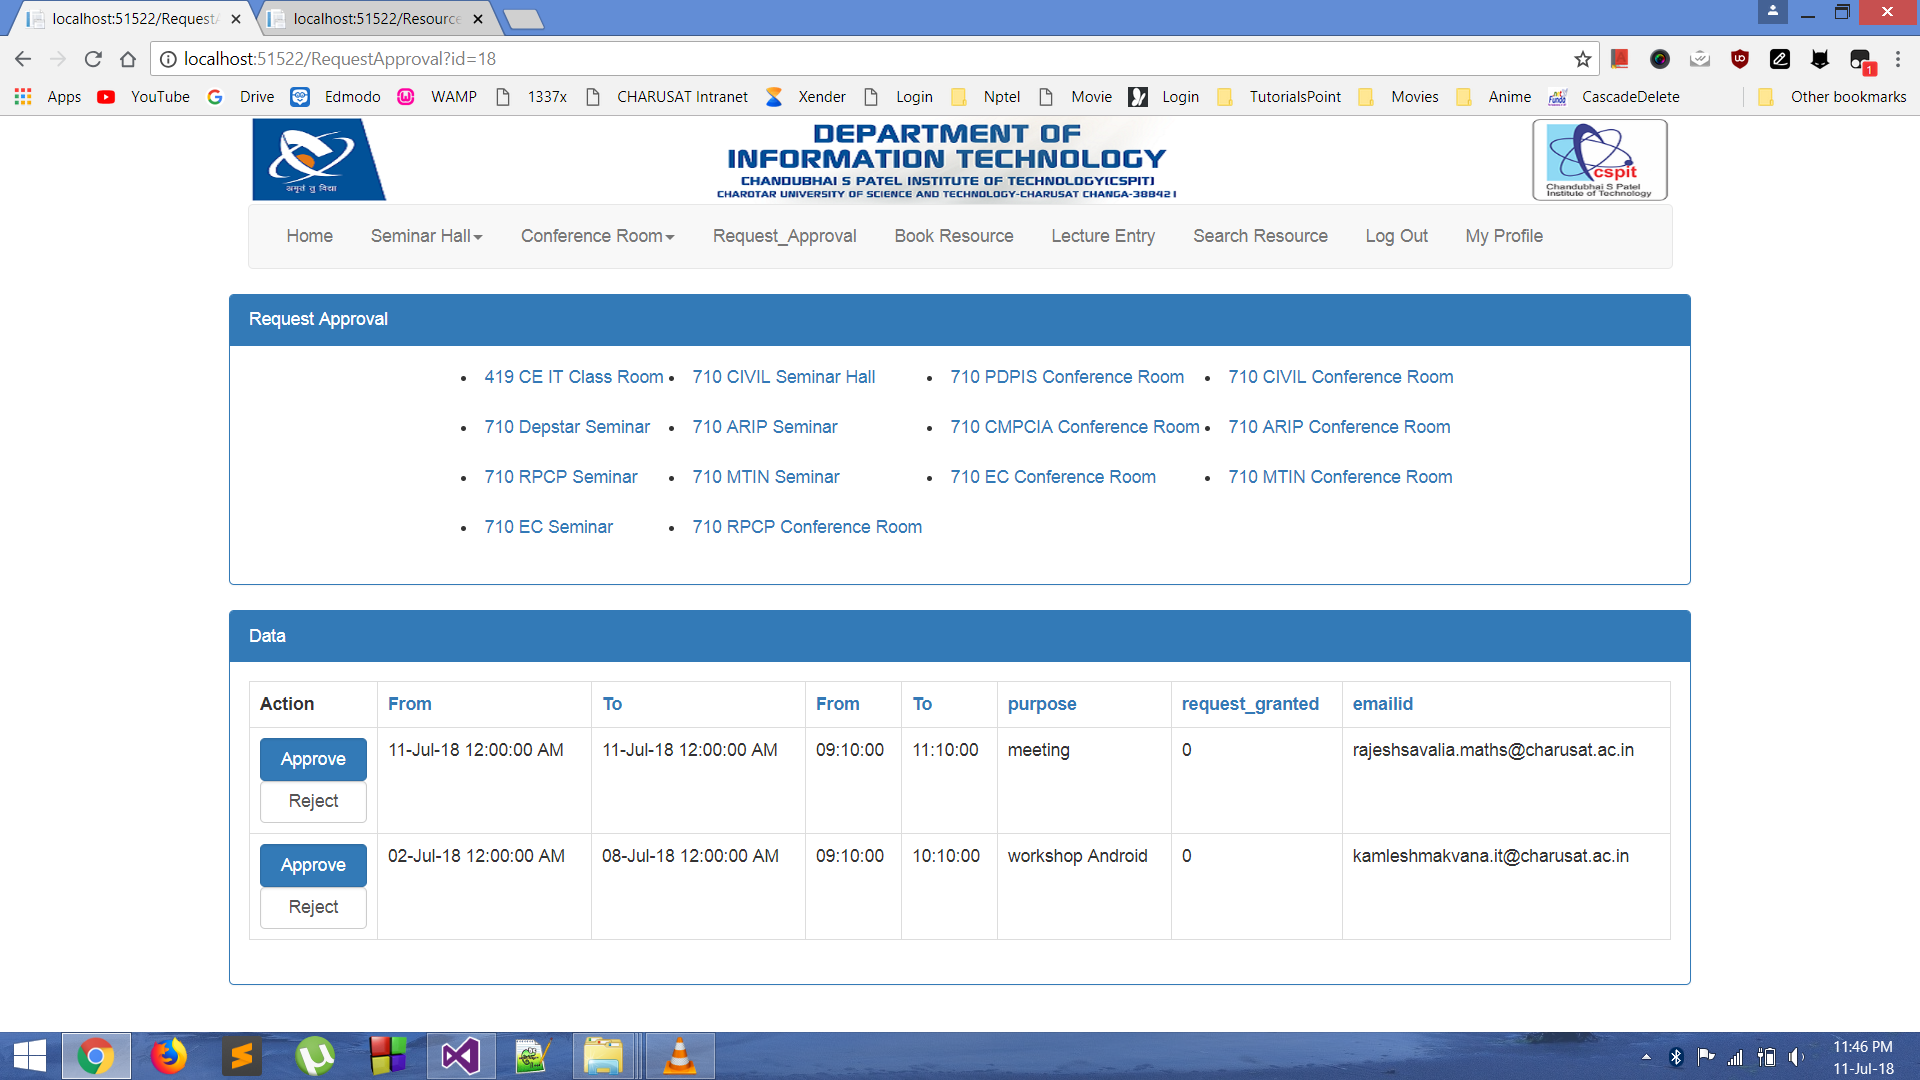 localhost:51522/RequestA
localhost:51522/Resource
localhost:51522/RequestApproval?id=18
1
Apps YouTube Drive Edmodo WAMP 1337x CHARUSAT Intranet Xender Login Nptel Movie Login TutorialsPoint Movies Anime CascadeDelete Other bookmarks
अमृतं तु विद्या
DEPARTMENT OF
INFORMATION TECHNOLOGY
CHANDUBHAI S PATEL INSTITUTE OF TECHNOLOGY(CSPIT)
CHAROTAR UNIVERSITY OF SCIENCE AND TECHNOLOGY-CHARUSAT CHANGA-388421
cspit
Chandubhai S Patel
Institute of Technology
Home Seminar Hall Conference Room Request_Approval Book Resource Lecture Entry Search Resource Log Out My Profile
Request Approval
• 419 CE IT Class Room • 710 CIVIL Seminar Hall • 710 PDPIS Conference Room • 710 CIVIL Conference Room
• 710 Depstar Seminar • 710 ARIP Seminar • 710 CMPCIA Conference Room • 710 ARIP Conference Room
• 710 RPCP Seminar • 710 MTIN Seminar • 710 EC Conference Room • 710 MTIN Conference Room
• 710 EC Seminar • 710 RPCP Conference Room
Data
Action From To From To purpose request_granted emailid
Approve 11-Jul-18 12:00:00 AM 11-Jul-18 12:00:00 AM 09:10:00 11:10:00 meeting 0 rajeshsavalia.maths@charusat.ac.in
Reject
Approve 02-Jul-18 12:00:00 AM 08-Jul-18 12:00:00 AM 09:10:00 10:10:00 workshop Android 0 kamleshmakvana.it@charusat.ac.in
Reject
11:46 PM
11-Jul-18